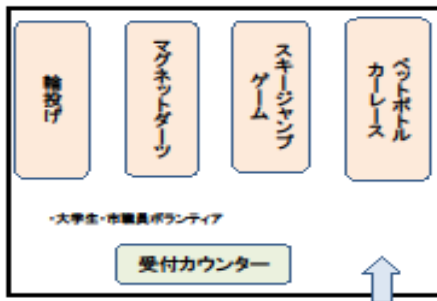 輪投げ
マグネットダーツ
スキージャンプ
ゲーム
ペットボトル
カーレース
・大学生・市職員ボランティア
受付カウンター